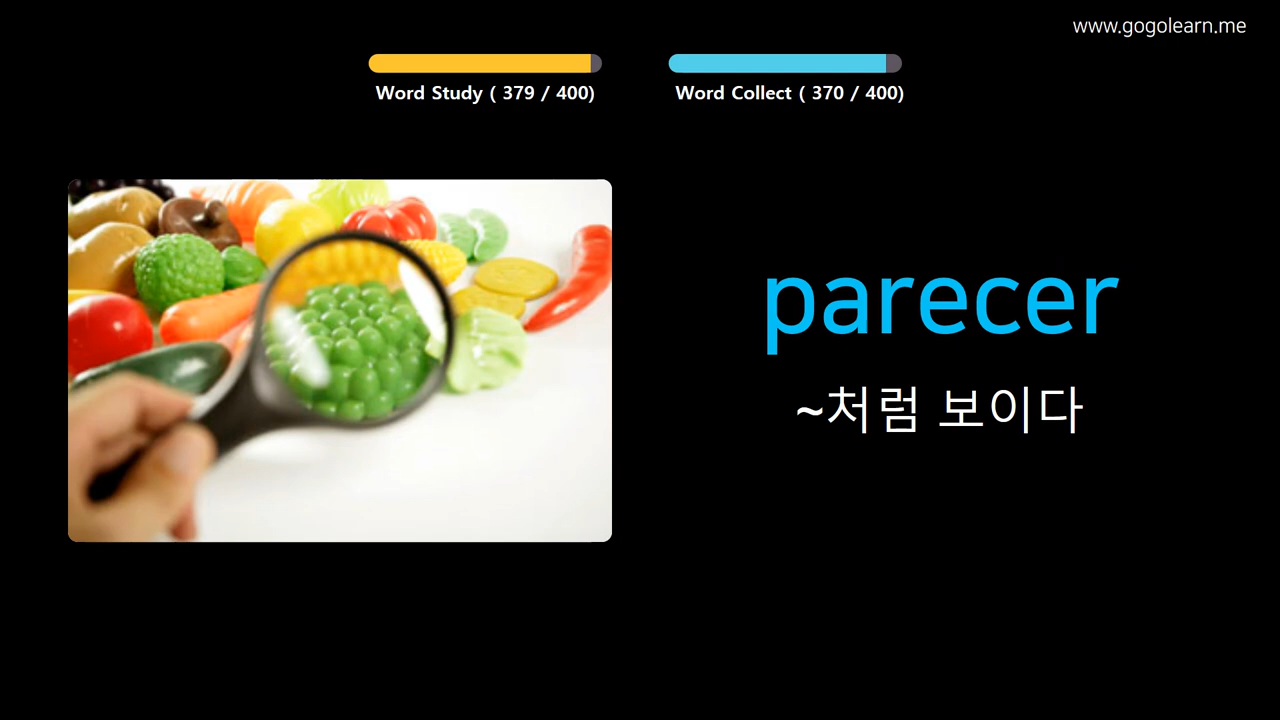 www.gogolearn.me
Word Study ( 379 / 400)
Word Collect ( 370 / 400)
parecer
~처럼 보이다